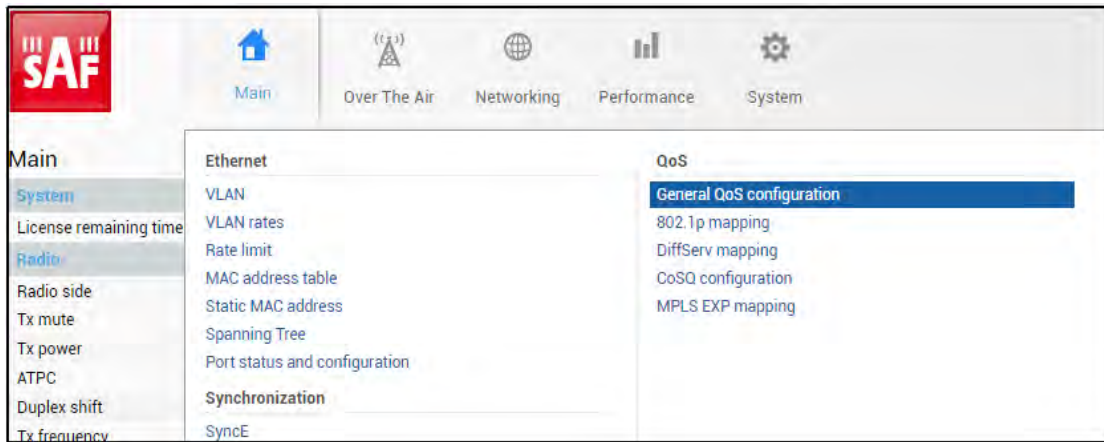 SAF
Main
Over The Air
Networking
Performance
System
Main
System
License remaining time
Radio
Radio side
Tx mute
Tx power
ATPC
Duplex shift
Tx frequency
Ethernet
VLAN
VLAN rates
Rate limit
MAC address table
Static MAC address
Spanning Tree
Port status and configuration
Synchronization
SyncE
QoS
General QoS configuration
802.1p mapping
DiffServ mapping
CoSQ configuration
MPLS EXP mapping